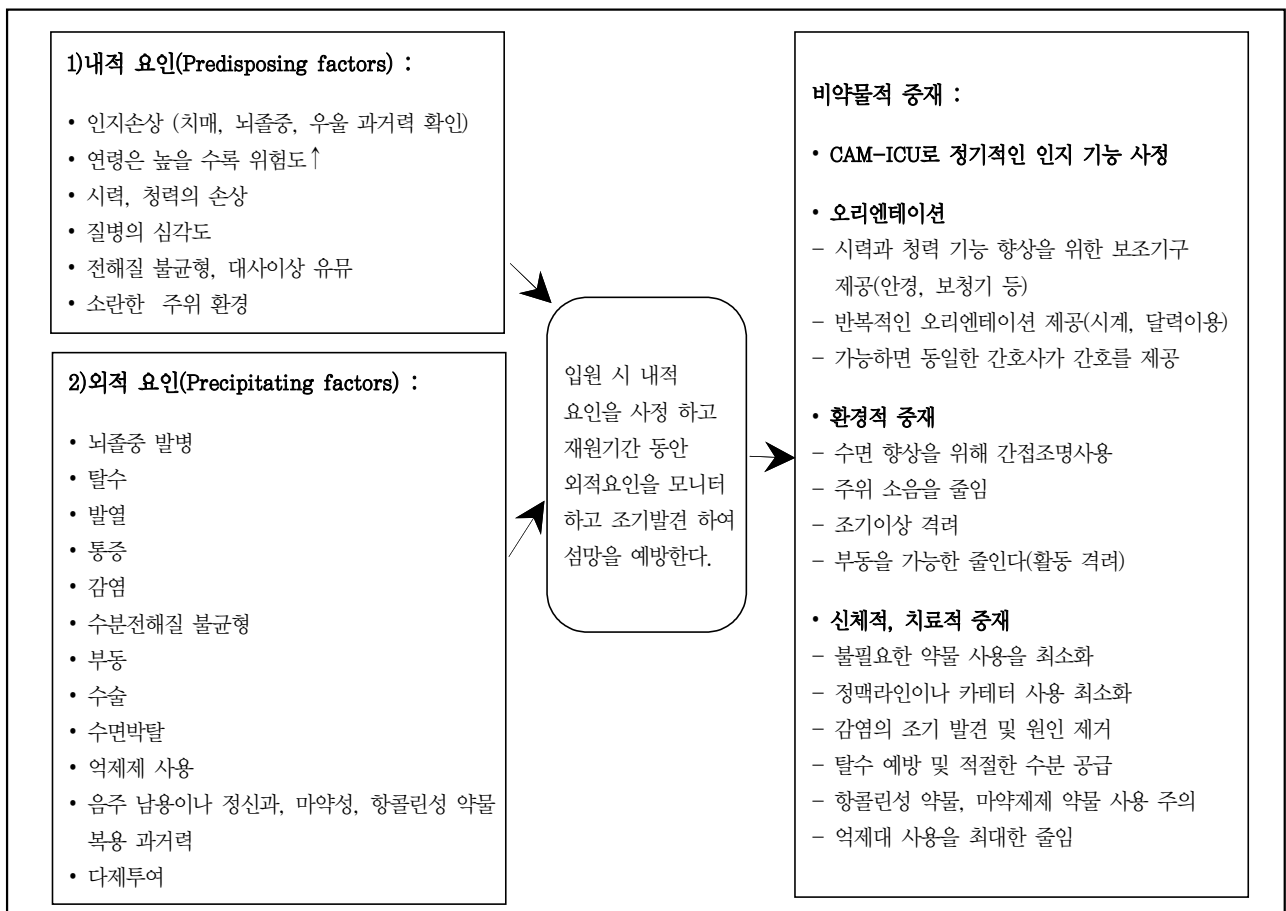 1)내적 요인(Predisposing factors) :
• 인지손상 (치매, 뇌졸중, 우울 과거력 확인)
• 연령은 높을 수록 위험도↑
• 시력, 청력의 손상
• 질병의 심각도
• 전해질 불균형, 대사이상 유뮤
• 소란한 주위 환경
2)외적 요인(Precipitating factors) :
• 뇌졸중 발병
• 탈수
• 발열
• 통증
• 감염
• 수분전해질 불균형
• 부동
• 수술
• 수면박탈
• 억제제 사용
• 음주 남용이나 정신과, 마약성, 항콜린성 약물
복용 과거력
• 다제투여
입원 시 내적
요인을 사정 하고
재원기간 동안
외적요인을 모니터
하고 조기발견 하여
섬망을 예방한다.
비약물적 중재 :
• CAM-ICU로 정기적인 인지 기능 사정
• 오리엔테이션
- 시력과 청력 기능 향상을 위한 보조기구
제공(안경, 보청기 등)
- 반복적인 오리엔테이션 제공(시계, 달력이용)
- 가능하면 동일한 간호사가 간호를 제공
• 환경적 중재
- 수면 향상을 위해 간접조명사용
- 주위 소음을 줄임
- 조기이상 격려
- 부동을 가능한 줄인다(활동 격려)
• 신체적, 치료적 중재
- 불필요한 약물 사용을 최소화
- 정맥라인이나 카테터 사용 최소화
- 감염의 조기 발견 및 원인 제거
- 탈수 예방 및 적절한 수분 공급
- 항콜린성 약물, 마약제제 약물 사용 주의
- 억제대 사용을 최대한 줄임